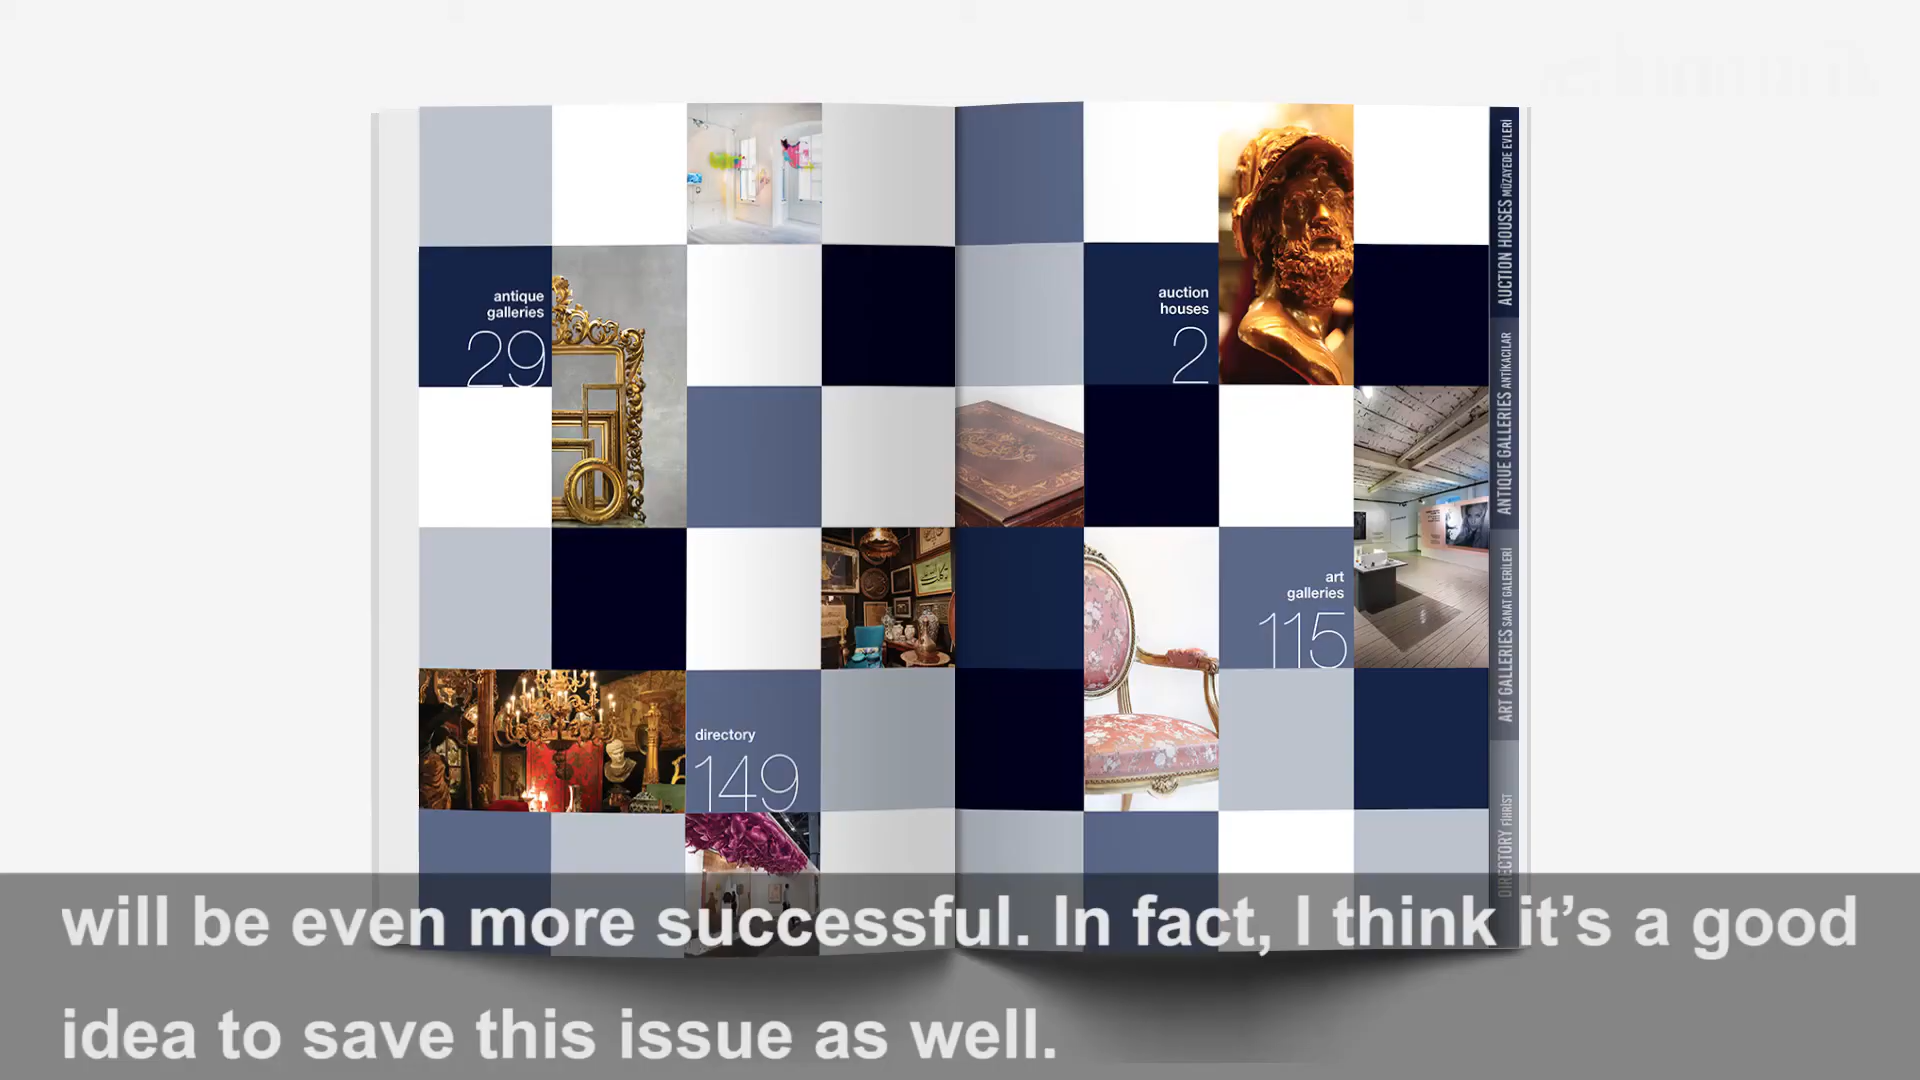 antique
galleries
29
directory
149
auction
houses
2
art
galleries
115
AUCTION HOUSES MÜZAYEDE EVLERİ
ANTIQUE GALLERIES ANTİKACILAR
ART GALLERIES SANAT GALERİLERİ
DIRECTORY FİHRİST
will be even more successful. In fact, I think it’s a good
idea to save this issue as well.